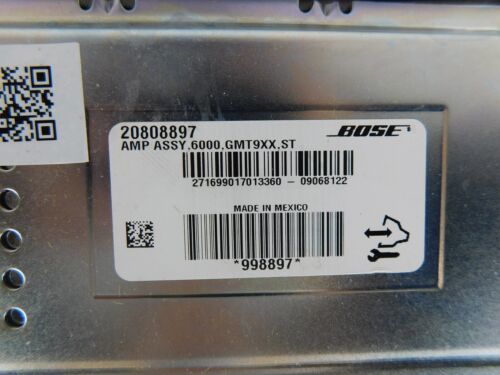 20808897
BOSE
AMP ASSY,6000,GMT9XX,ST
271699017013360 - 09068122
MADE IN MEXICO
*998897*